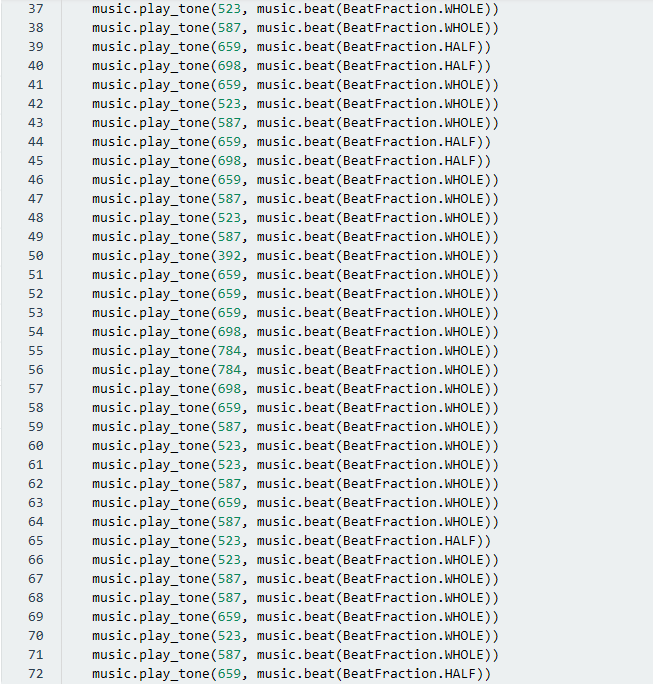 37 music.play_tone(523, music.beat(BeatFraction.WHOLE))
38 music.play_tone(587, music.beat(BeatFraction.WHOLE))
39 music.play_tone(659, music.beat(BeatFraction.HALF))
40 music.play_tone(698, music.beat(BeatFraction.HALF))
41 music.play_tone(659, music.beat(BeatFraction.WHOLE))
42 music.play_tone(523, music.beat(BeatFraction.WHOLE))
43 music.play_tone(587, music.beat(BeatFraction.WHOLE))
44 music.play_tone(659, music.beat(BeatFraction.HALF))
45 music.play_tone(698, music.beat(BeatFraction.HALF))
46 music.play_tone(659, music.beat(BeatFraction.WHOLE))
47 music.play_tone(587, music.beat(BeatFraction.WHOLE))
48 music.play_tone(523, music.beat(BeatFraction.WHOLE))
49 music.play_tone(587, music.beat(BeatFraction.WHOLE))
50 music.play_tone(392, music.beat(BeatFraction.WHOLE))
51 music.play_tone(659, music.beat(BeatFraction.WHOLE))
52 music.play_tone(659, music.beat(BeatFraction.WHOLE))
53 music.play_tone(659, music.beat(BeatFraction.WHOLE))
54 music.play_tone(698, music.beat(BeatFraction.WHOLE))
55 music.play_tone(784, music.beat(BeatFraction.WHOLE))
56 music.play_tone(784, music.beat(BeatFraction.WHOLE))
57 music.play_tone(698, music.beat(BeatFraction.WHOLE))
58 music.play_tone(659, music.beat(BeatFraction.WHOLE))
59 music.play_tone(587, music.beat(BeatFraction.WHOLE))
60 music.play_tone(523, music.beat(BeatFraction.WHOLE))
61 music.play_tone(523, music.beat(BeatFraction.WHOLE))
62 music.play_tone(587, music.beat(BeatFraction.WHOLE))
63 music.play_tone(659, music.beat(BeatFraction.WHOLE))
64 music.play_tone(587, music.beat(BeatFraction.WHOLE))
65 music.play_tone(523, music.beat(BeatFraction.HALF))
66 music.play_tone(523, music.beat(BeatFraction.WHOLE))
67 music.play_tone(587, music.beat(BeatFraction.WHOLE))
68 music.play_tone(587, music.beat(BeatFraction.WHOLE))
69 music.play_tone(659, music.beat(BeatFraction.WHOLE))
70 music.play_tone(523, music.beat(BeatFraction.WHOLE))
71 music.play_tone(587, music.beat(BeatFraction.WHOLE))
72 music.play_tone(659, music.beat(BeatFraction.HALF))